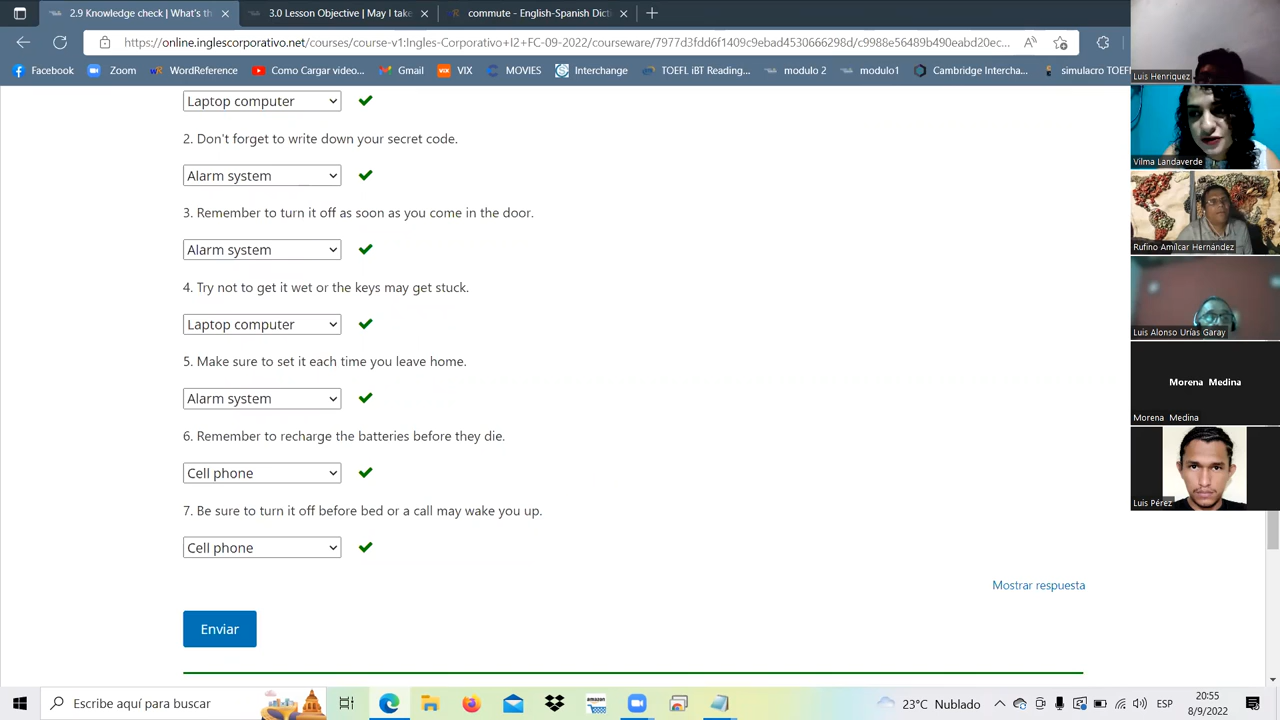 2.9 Knowledge Check | What's th
3.0 Lesson Objective | May I take
commute - English-Spanish Dict
https://online.inglescorporativo.net/courses/course-v1:Ingles-Corporativo+I2+FC-09-2022/courseware/7977d3fdd6f1409c9ebad4530666298d/c9988e56489b490eabd20ec...
Facebook
Zoom
WordReference
Como Cargar video...
Gmail
VIX
MOVIES
Interchange
TOEFL iBT Reading...
modulo 2
modulo1
Cambridge Intercha...
simulacro TOEF
Luis Henriquez
Laptop computer
2. Don't forget to write down your secret code.
Vilma Landaverde
Alarm system
3. Remember to turn it off as soon as you come in the door.
Rufino Amílcar Hernández
Alarm system
4. Try not to get it wet or the keys may get stuck.
Laptop computer
Luis Alonso Urías Garay
5. Make sure to set it each time you leave home.
Morena Medina
Alarm system
Morena Medina
6. Remember to recharge the batteries before they die.
Cell phone
Luis Pérez
7. Be sure to turn it off before bed or a call may wake you up.
Cell phone
Mostrar respuesta
Enviar
Escribe aquí para buscar
23°C Nublado
ESP
20:55
8/9/2022